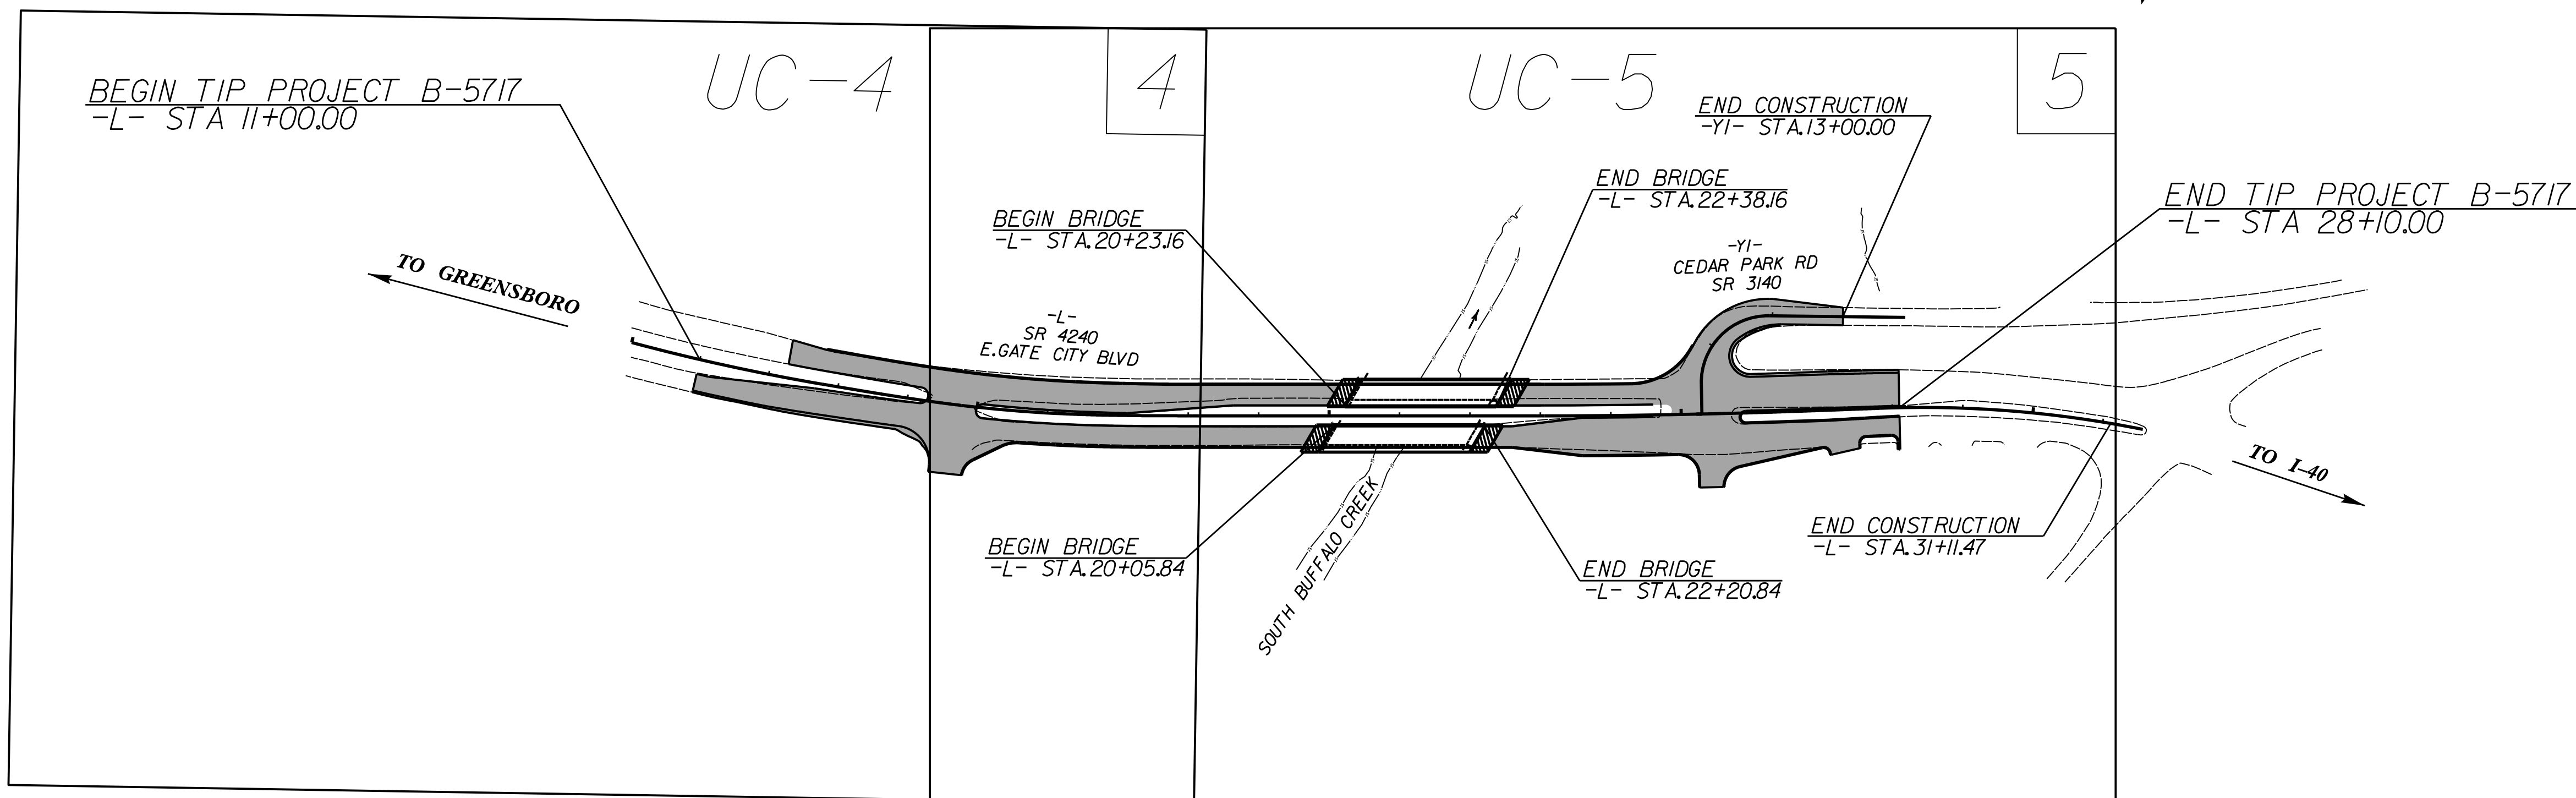 UC-4
4
UC-5
5
BEGIN TIP PROJECT B-5717
-L- STA 11+00.00
END CONSTRUCTION
-Y1- STA.13+00.00
END BRIDGE
-L- STA.22+38.16
END TIP PROJECT B-5717
-L- STA 28+10.00
BEGIN BRIDGE
-L- STA.20+23.16
-Y1-
CEDAR PARK RD
SR 3140
TO GREENSBORO
-L-
SR 4240
E.GATE CITY BLVD
TO I-40
SOUTH BUFFALO CREEK
END CONSTRUCTION
-L- STA.31+11.47
BEGIN BRIDGE
-L- STA.20+05.84
END BRIDGE
-L- STA.22+20.84